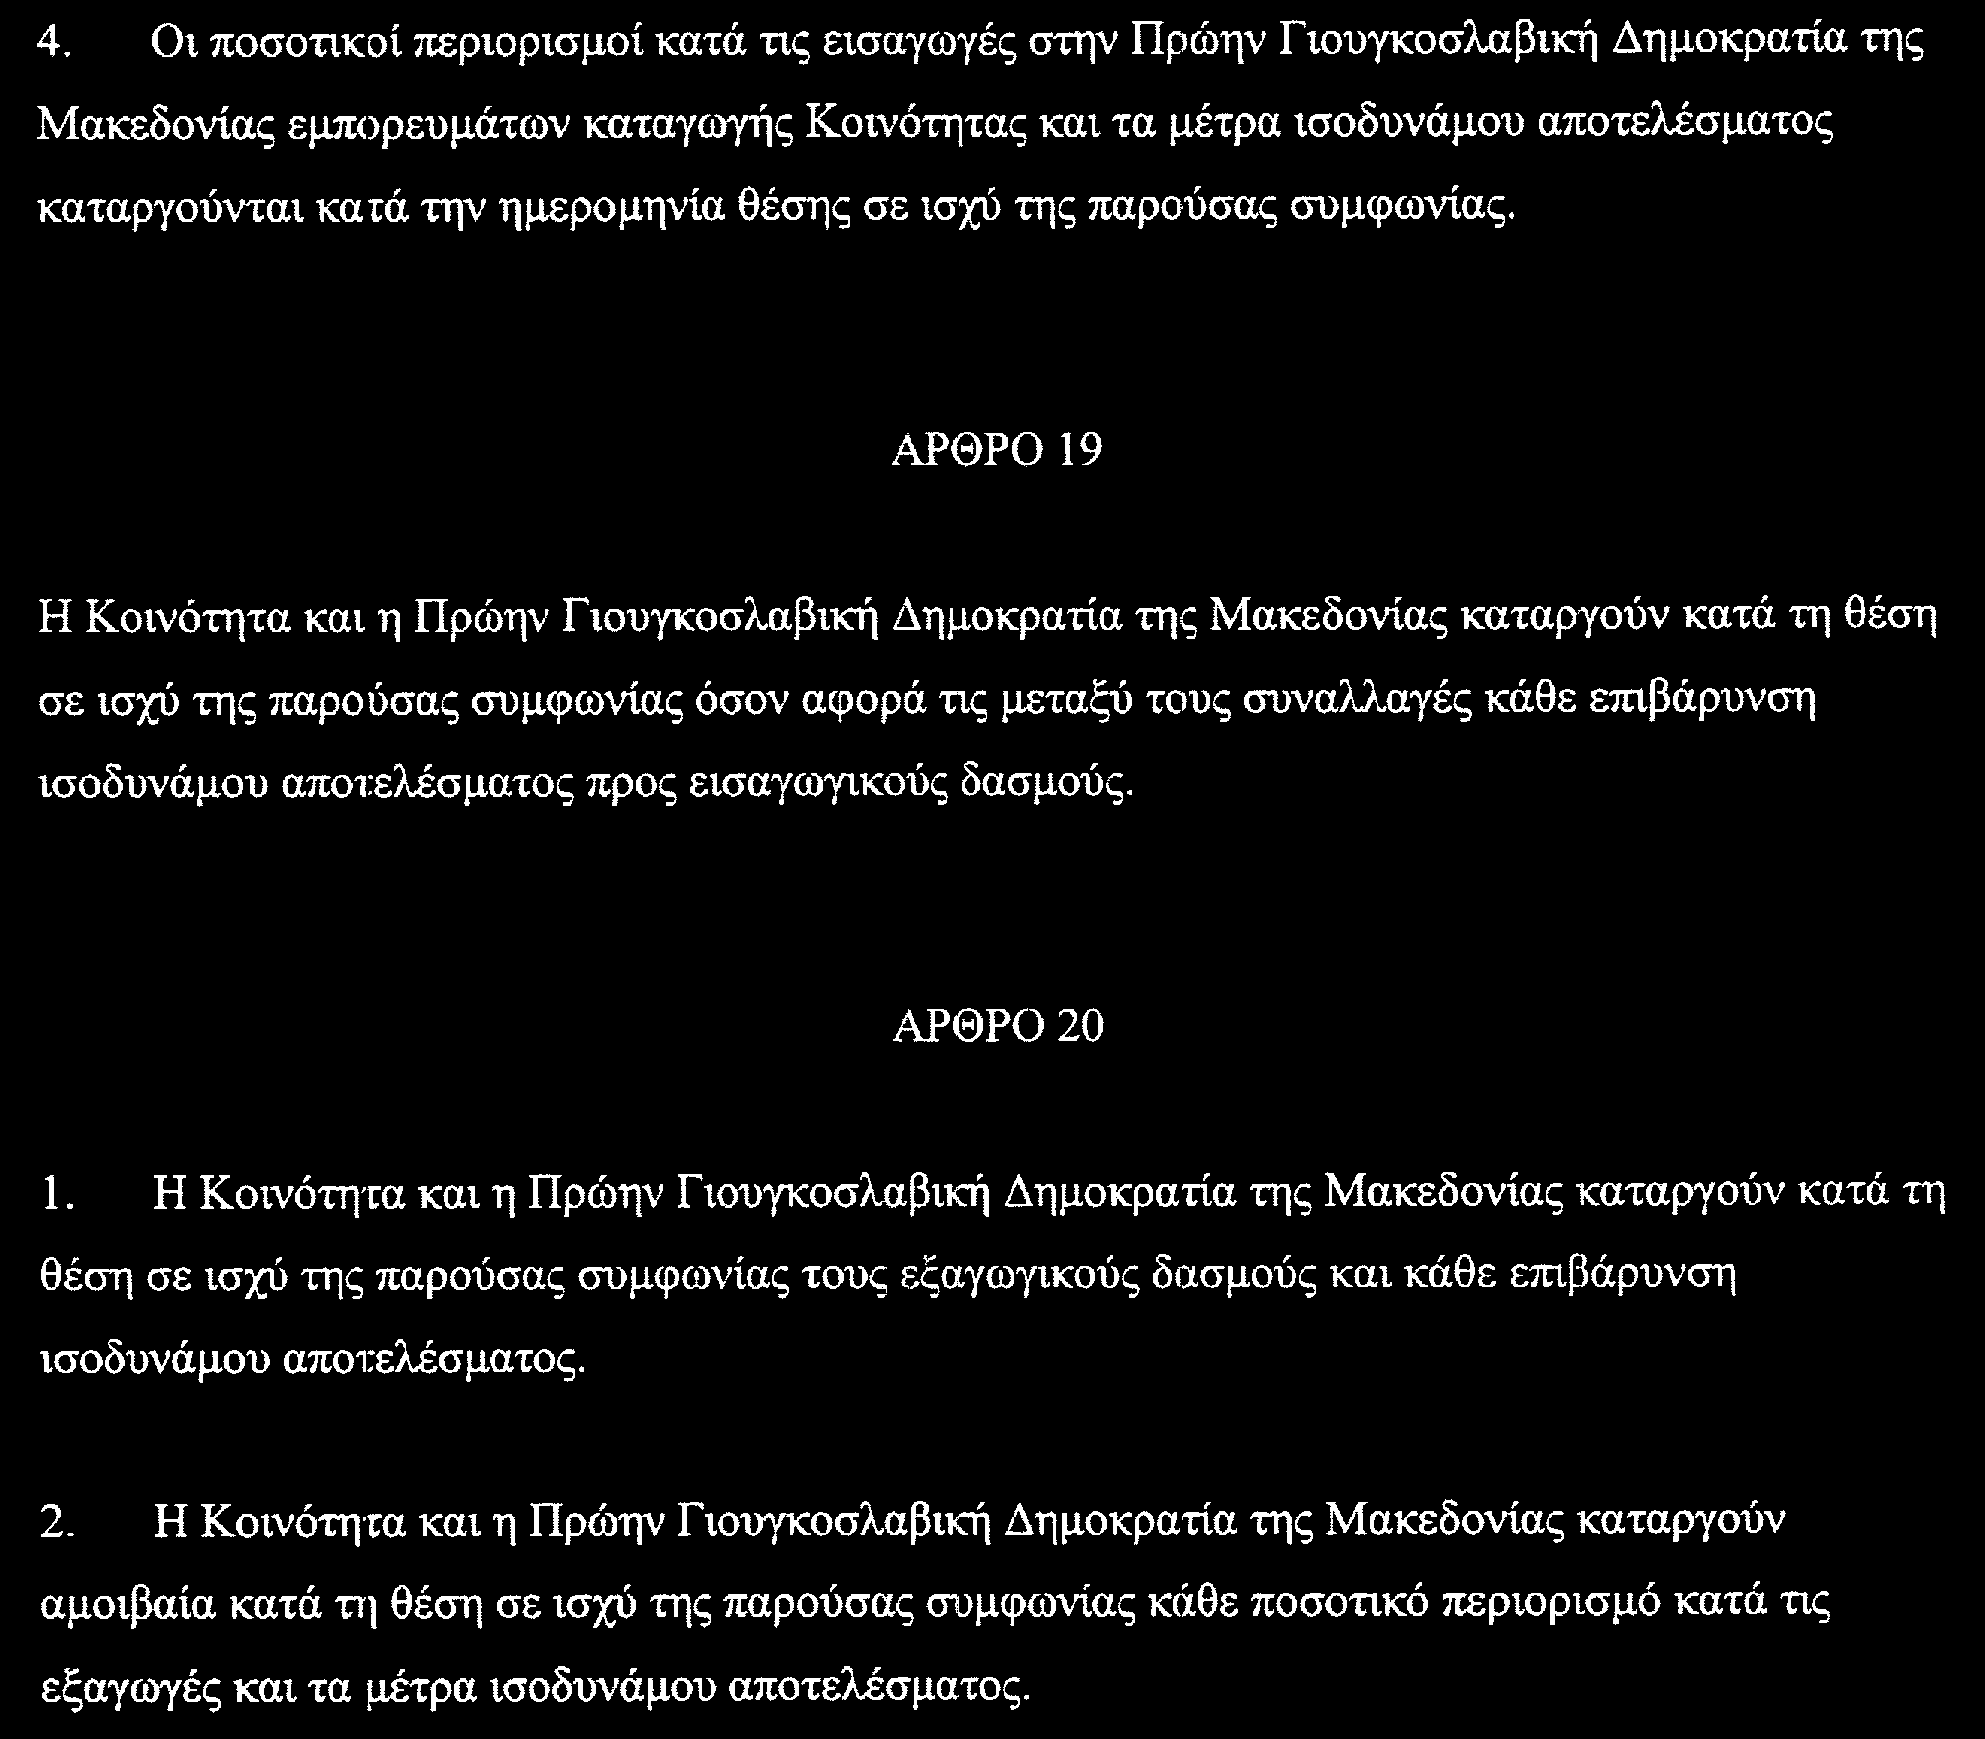 4. Οι ποσοτικοί περιορισμοί κατά τις εισαγωγές στην Πρώην Γιουγκοσλαβική Δημοκρατία της
Μακεδονίας εμπορευμάτων καταγωγής Κοινότητας και τα μέτρα ισοδυνάμου αποτελέσματος
καταργούνται κατά την ημερομηνία θέσης σε ισχύ της παρούσας συμφωνίας.
ΑΡΘΡΟ 19
Η Κοινότητα και η Πρώην Γιουγκοσλαβική Δημοκρατία της Μακεδονίας καταργούν κατά τη θέση
σε ισχύ της παρούσας συμφωνίας όσον αφορά τις μεταξύ τους συναλλαγές κάθε επιβάρυνση
ισοδυνάμου αποτελέσματος προς εισαγωγικούς δασμούς.
ΑΡΘΡΟ 20
1. Η Κοινότητα και η Πρώην Γιουγκοσλαβική Δημοκρατία της Μακεδονίας καταργούν κατά τη
θέση σε ισχύ της παρούσας συμφωνίας τους εξαγωγικούς δασμούς και κάθε επιβάρυνση
ισοδυνάμου αποτελέσματος.
2. Η Κοινότητα και η Πρώην Γιουγκοσλαβική Δημοκρατία της Μακεδονίας καταργούν
αμοιβαία κατά τη θέση σε ισχύ της παρούσας συμφωνίας κάθε ποσοτικό περιορισμό κατά τις
εξαγωγές και τα μέτρα ισοδυνάμου αποτελέσματος.